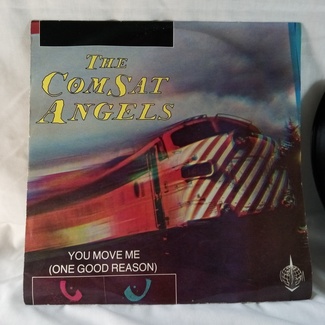 THE
COMSAT
ANGELS
YOU MOVE ME
(ONE GOOD REASON)